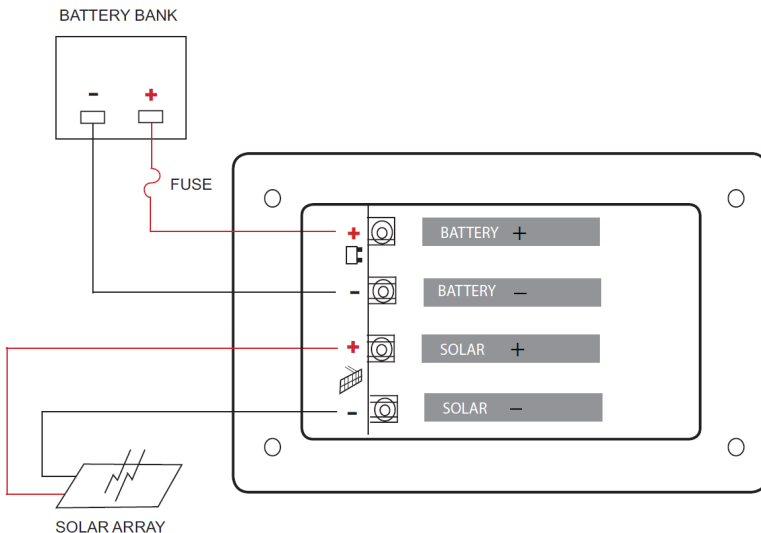 BATTERY BANK
- +
FUSE
+ BATTERY +
- BATTERY -
+ SOLAR +
- SOLAR -
SOLAR ARRAY